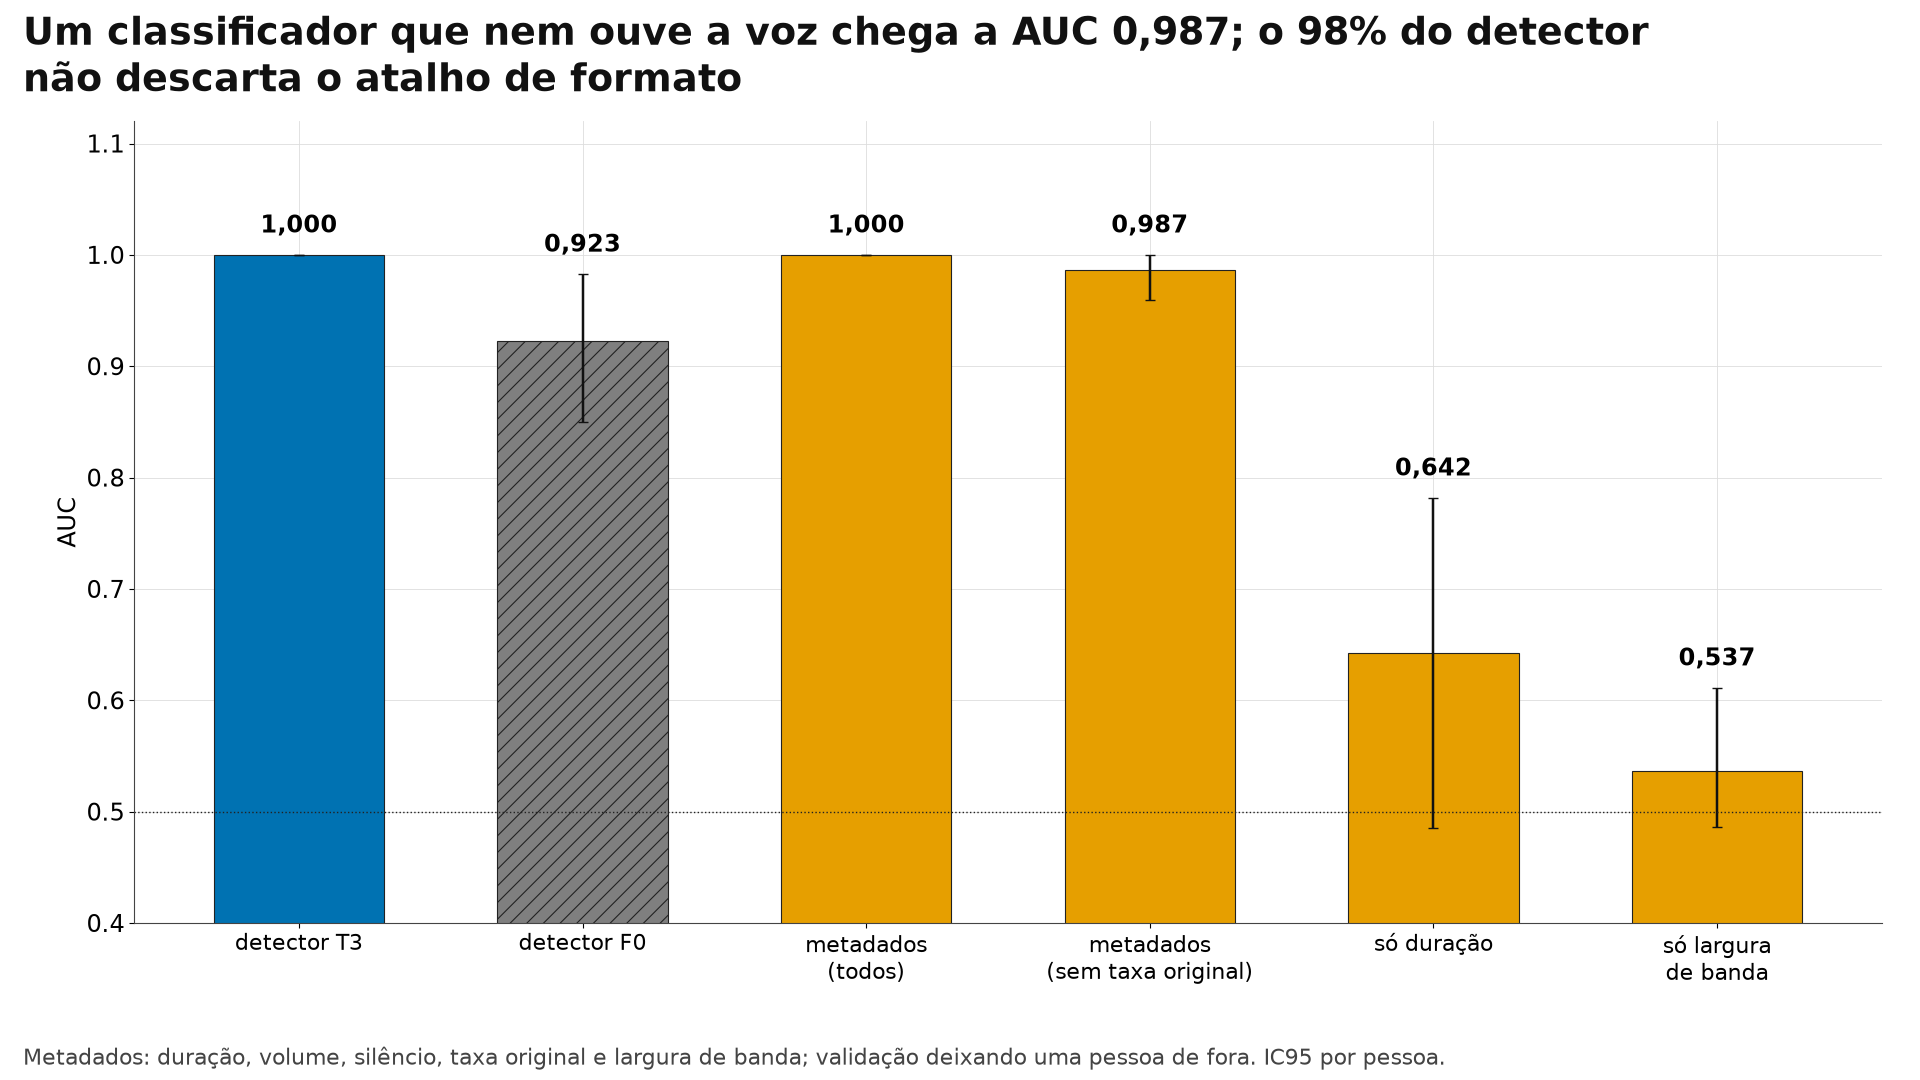 Um classificador que nem ouve a voz chega a AUC 0,987; o 98% do detector
não descarta o atalho de formato
1.1
1.0
0.9
0.8
0.7
0.6
0.5
0.4
AUC
1,000
0,923
1,000
0,987
0,642
0,537
detector T3
detector F0
metadados
(todos)
metadados
(sem taxa original)
só duração
só largura
de banda
Metadados: duração, volume, silêncio, taxa original e largura de banda; validação deixando uma pessoa de fora. IC95 por pessoa.